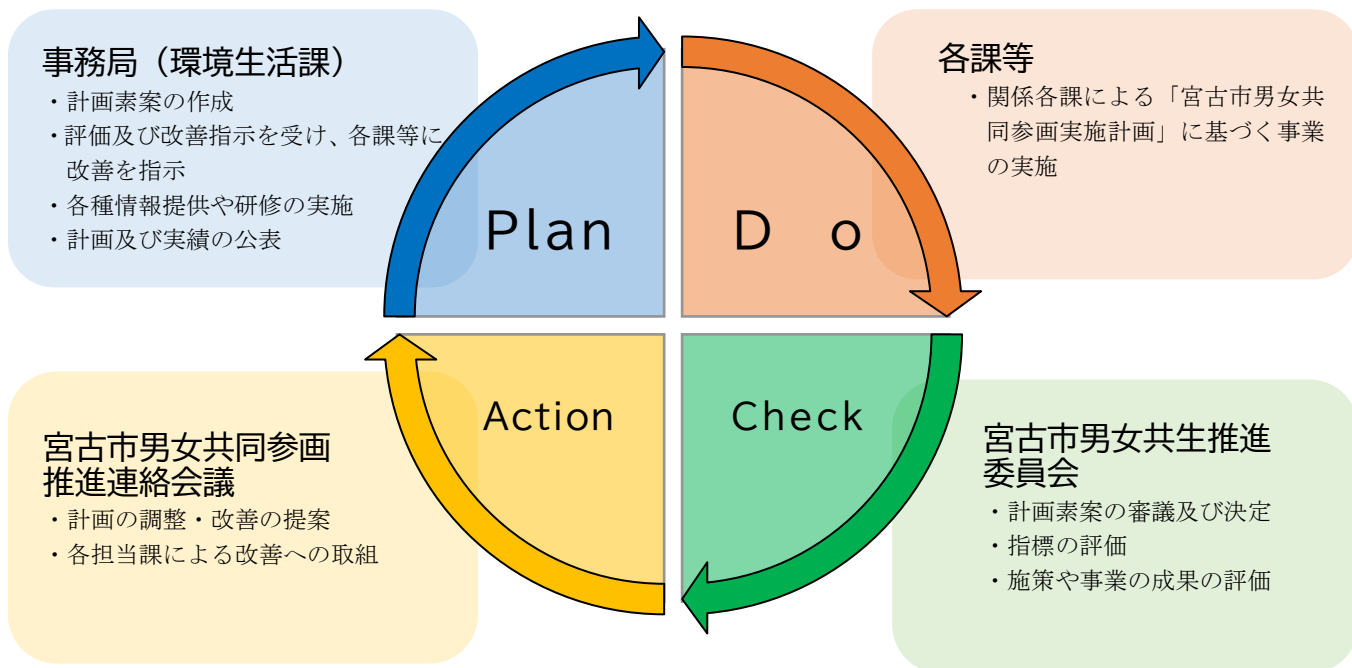 事務局（環境生活課）
・計画素案の作成
・評価及び改善指示を受け、各課等に
改善を指示
・各種情報提供や研修の実施
・計画及び実績の公表
Plan
各課等
・関係各課による「宮古市男女共
同参画実施計画」に基づく事業
の実施
D o
宮古市男女共同参画
推進連絡会議
・計画の調整・改善の提案
・各担当課による改善への取組
Action
Check
宮古市男女共生推進
委員会
・計画素案の審議及び決定
・指標の評価
・施策や事業の成果の評価